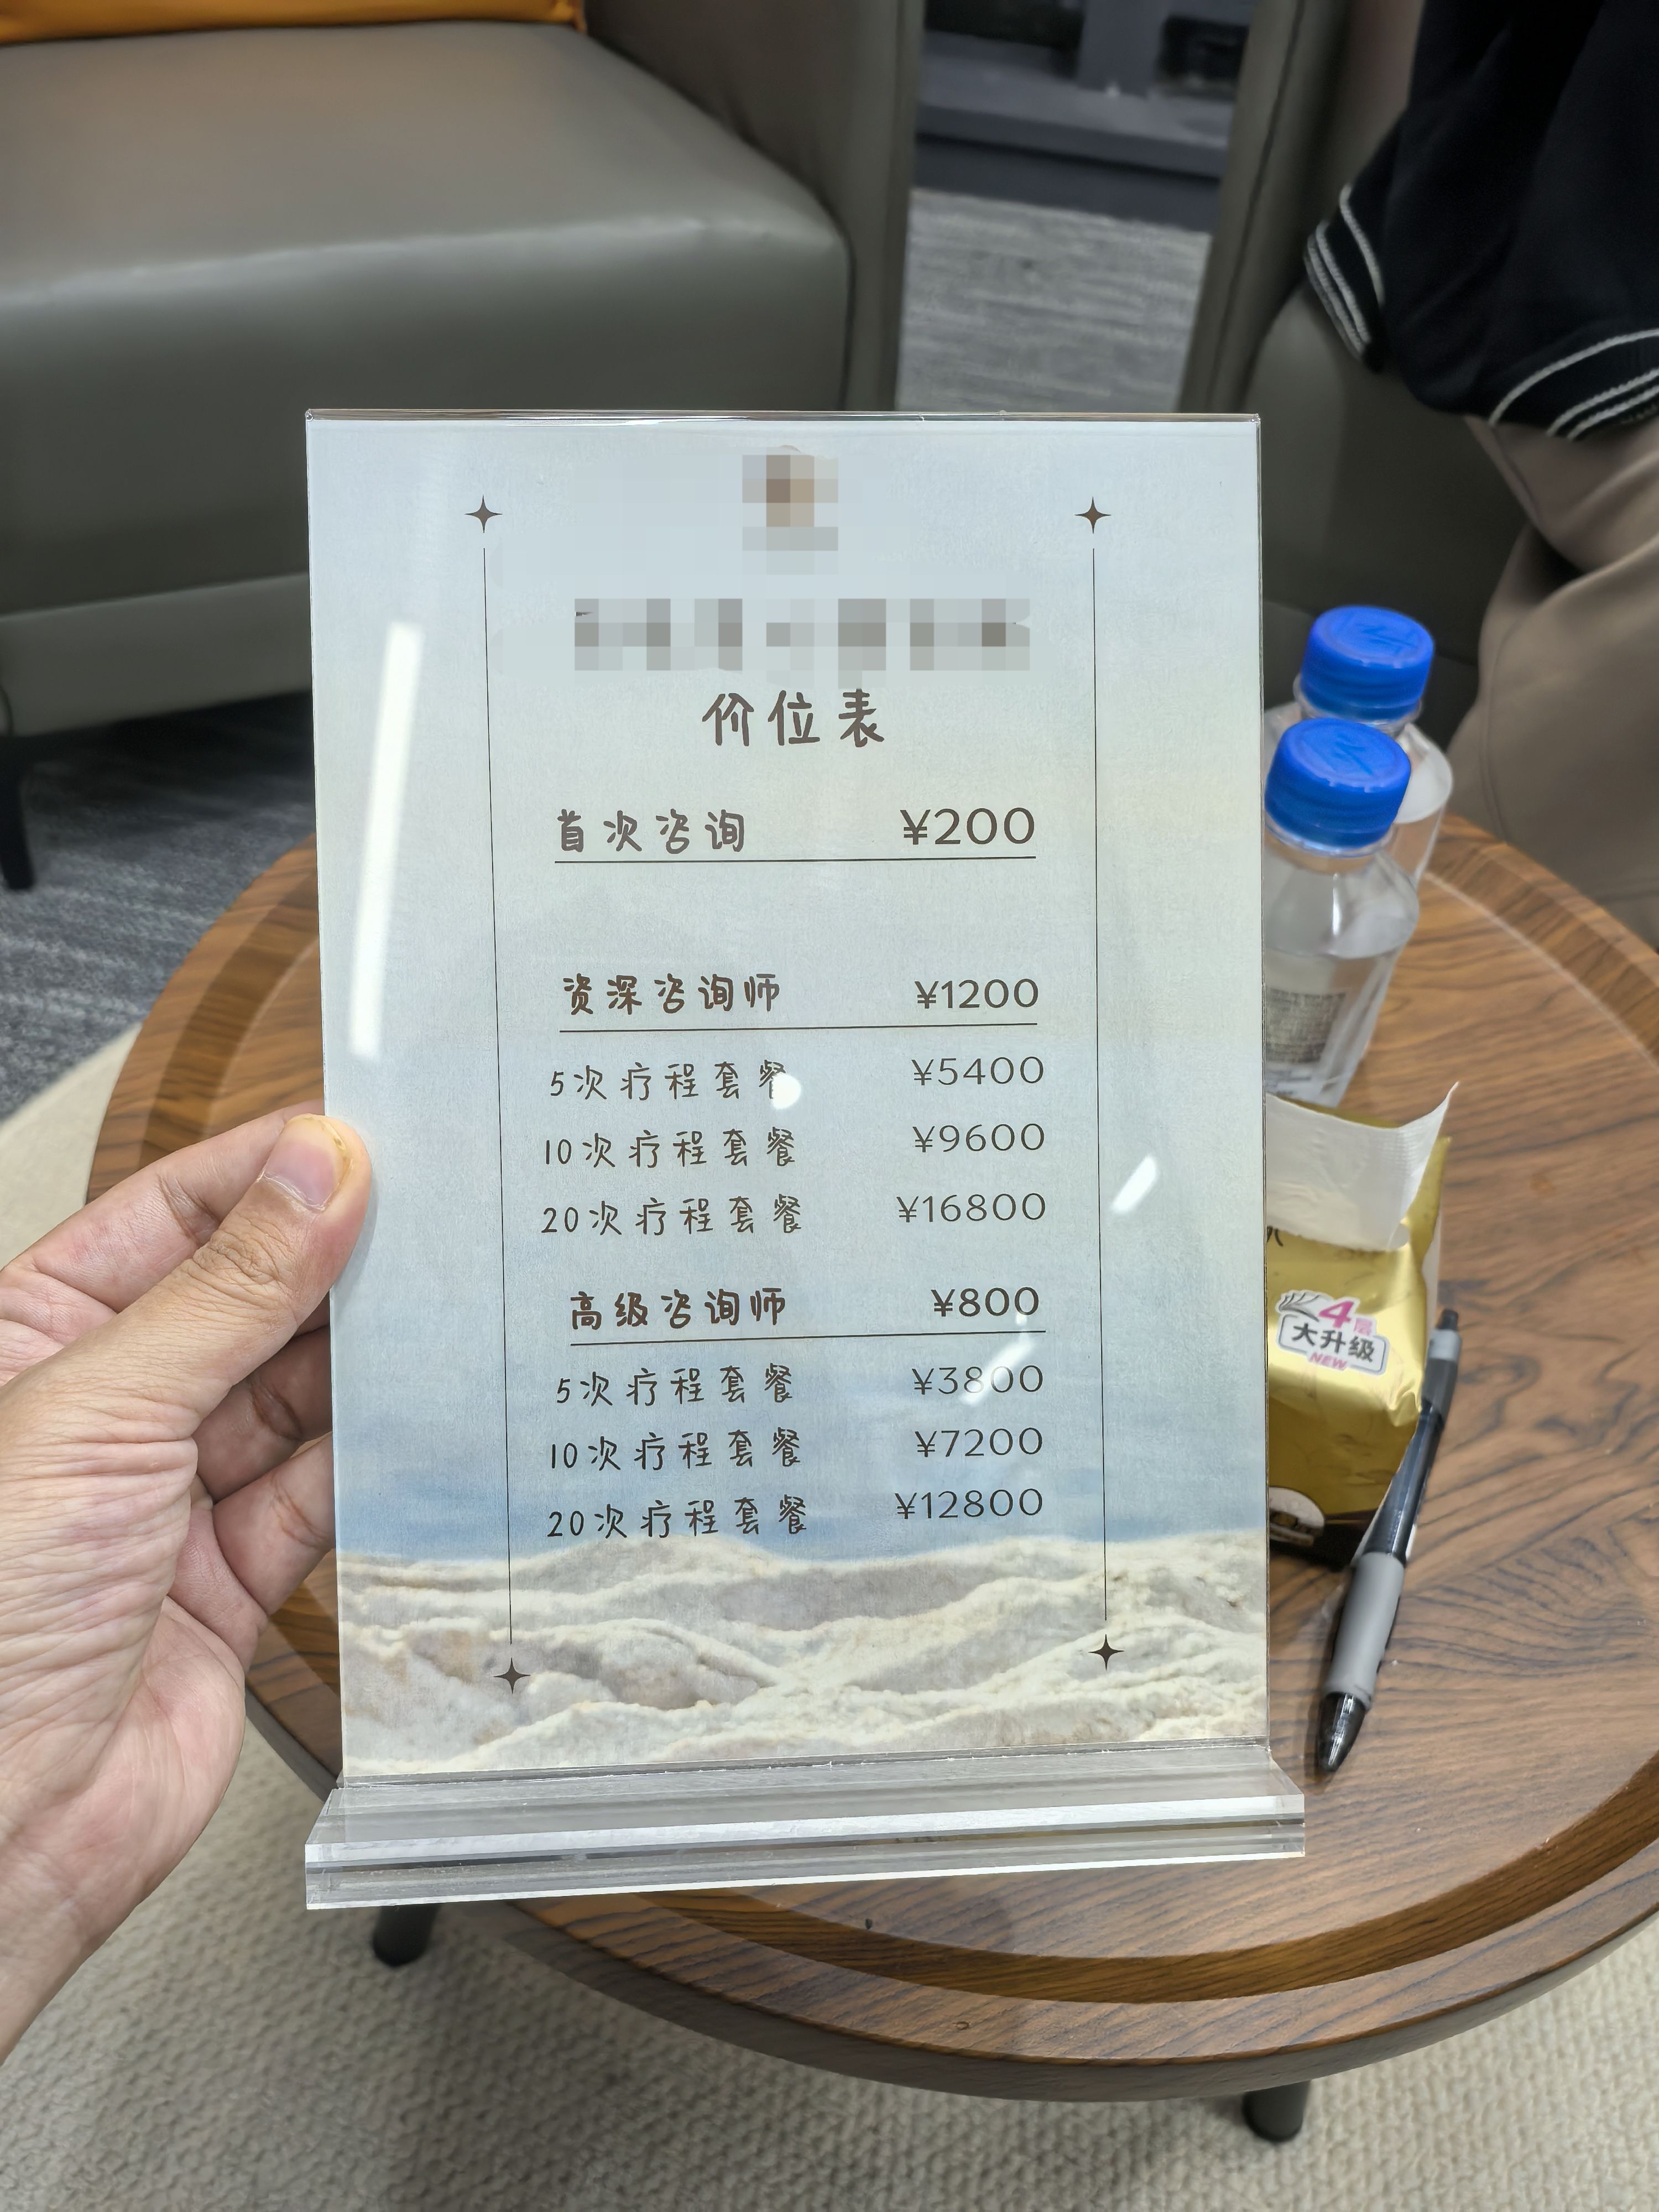 价位表
首次咨询 ¥200
资深咨询师 ¥1200
5次疗程套餐 ¥5400
10次疗程套餐 ¥9600
20次疗程套餐 ¥16800
高级咨询师 ¥800
5次疗程套餐 ¥3800
10次疗程套餐 ¥7200
20次疗程套餐 ¥12800
4层
大升级
NEW